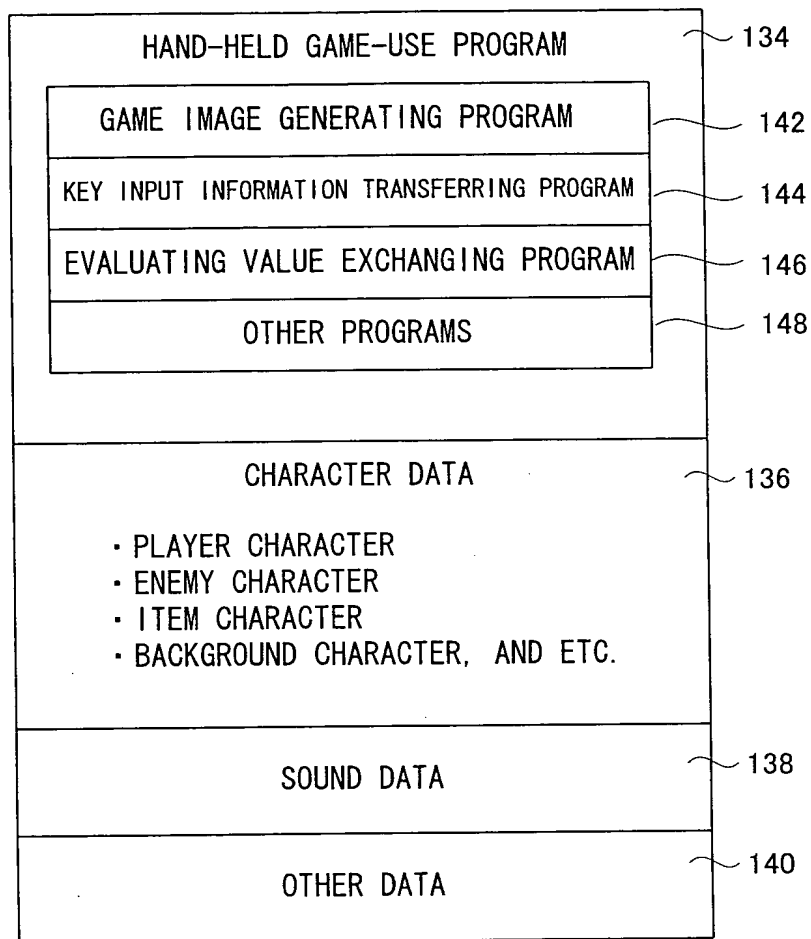 HAND-HELD GAME-USE PROGRAM 134
GAME IMAGE GENERATING PROGRAM 142
KEY INPUT INFORMATION TRANSFERRING PROGRAM 144
EVALUATING VALUE EXCHANGING PROGRAM 146
OTHER PROGRAMS 148
CHARACTER DATA 136
・PLAYER CHARACTER
・ENEMY CHARACTER
・ITEM CHARACTER
・BACKGROUND CHARACTER, AND ETC.
SOUND DATA 138
OTHER DATA 140